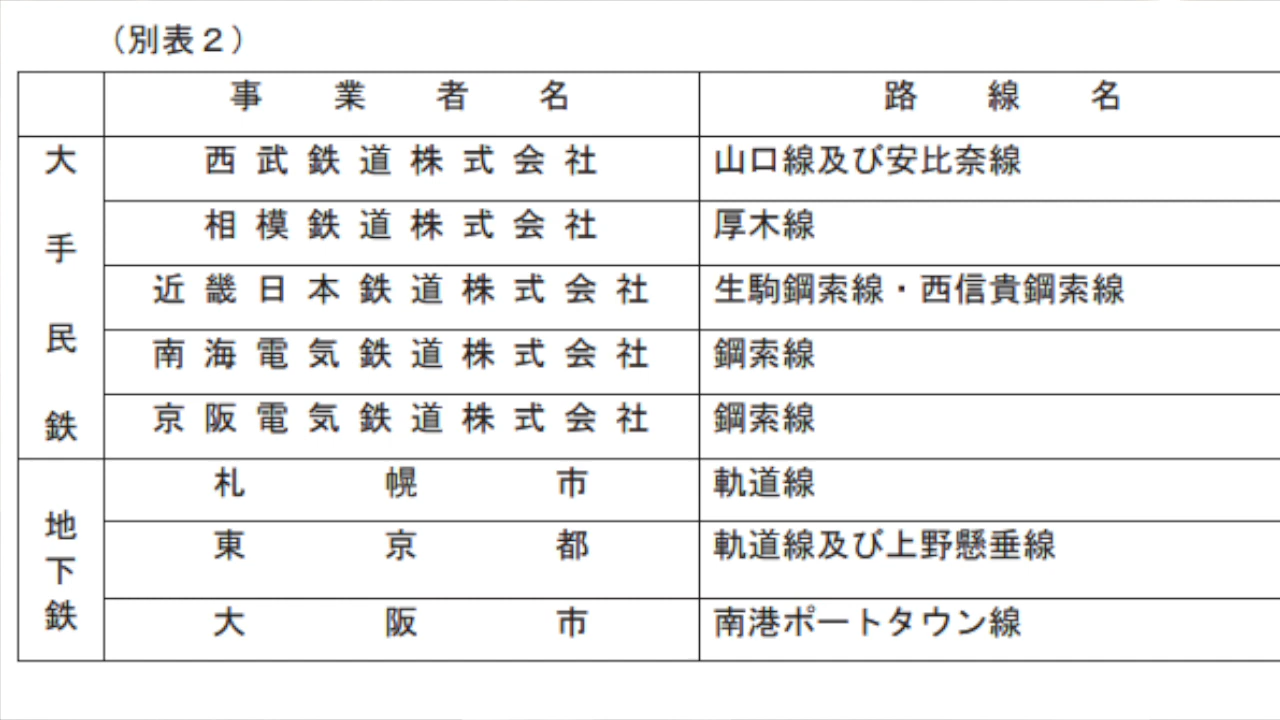 （別表２）
事業者名 路線名
大手民鉄 西武鉄道株式会社 山口線及び安比奈線
相模鉄道株式会社 厚木線
近畿日本鉄道株式会社 生駒鋼索線・西信貴鋼索線
南海電気鉄道株式会社 鋼索線
京阪電気鉄道株式会社 鋼索線
地下鉄 札幌市 軌道線
東京都 軌道線及び上野懸垂線
大阪市 南港ポートタウン線